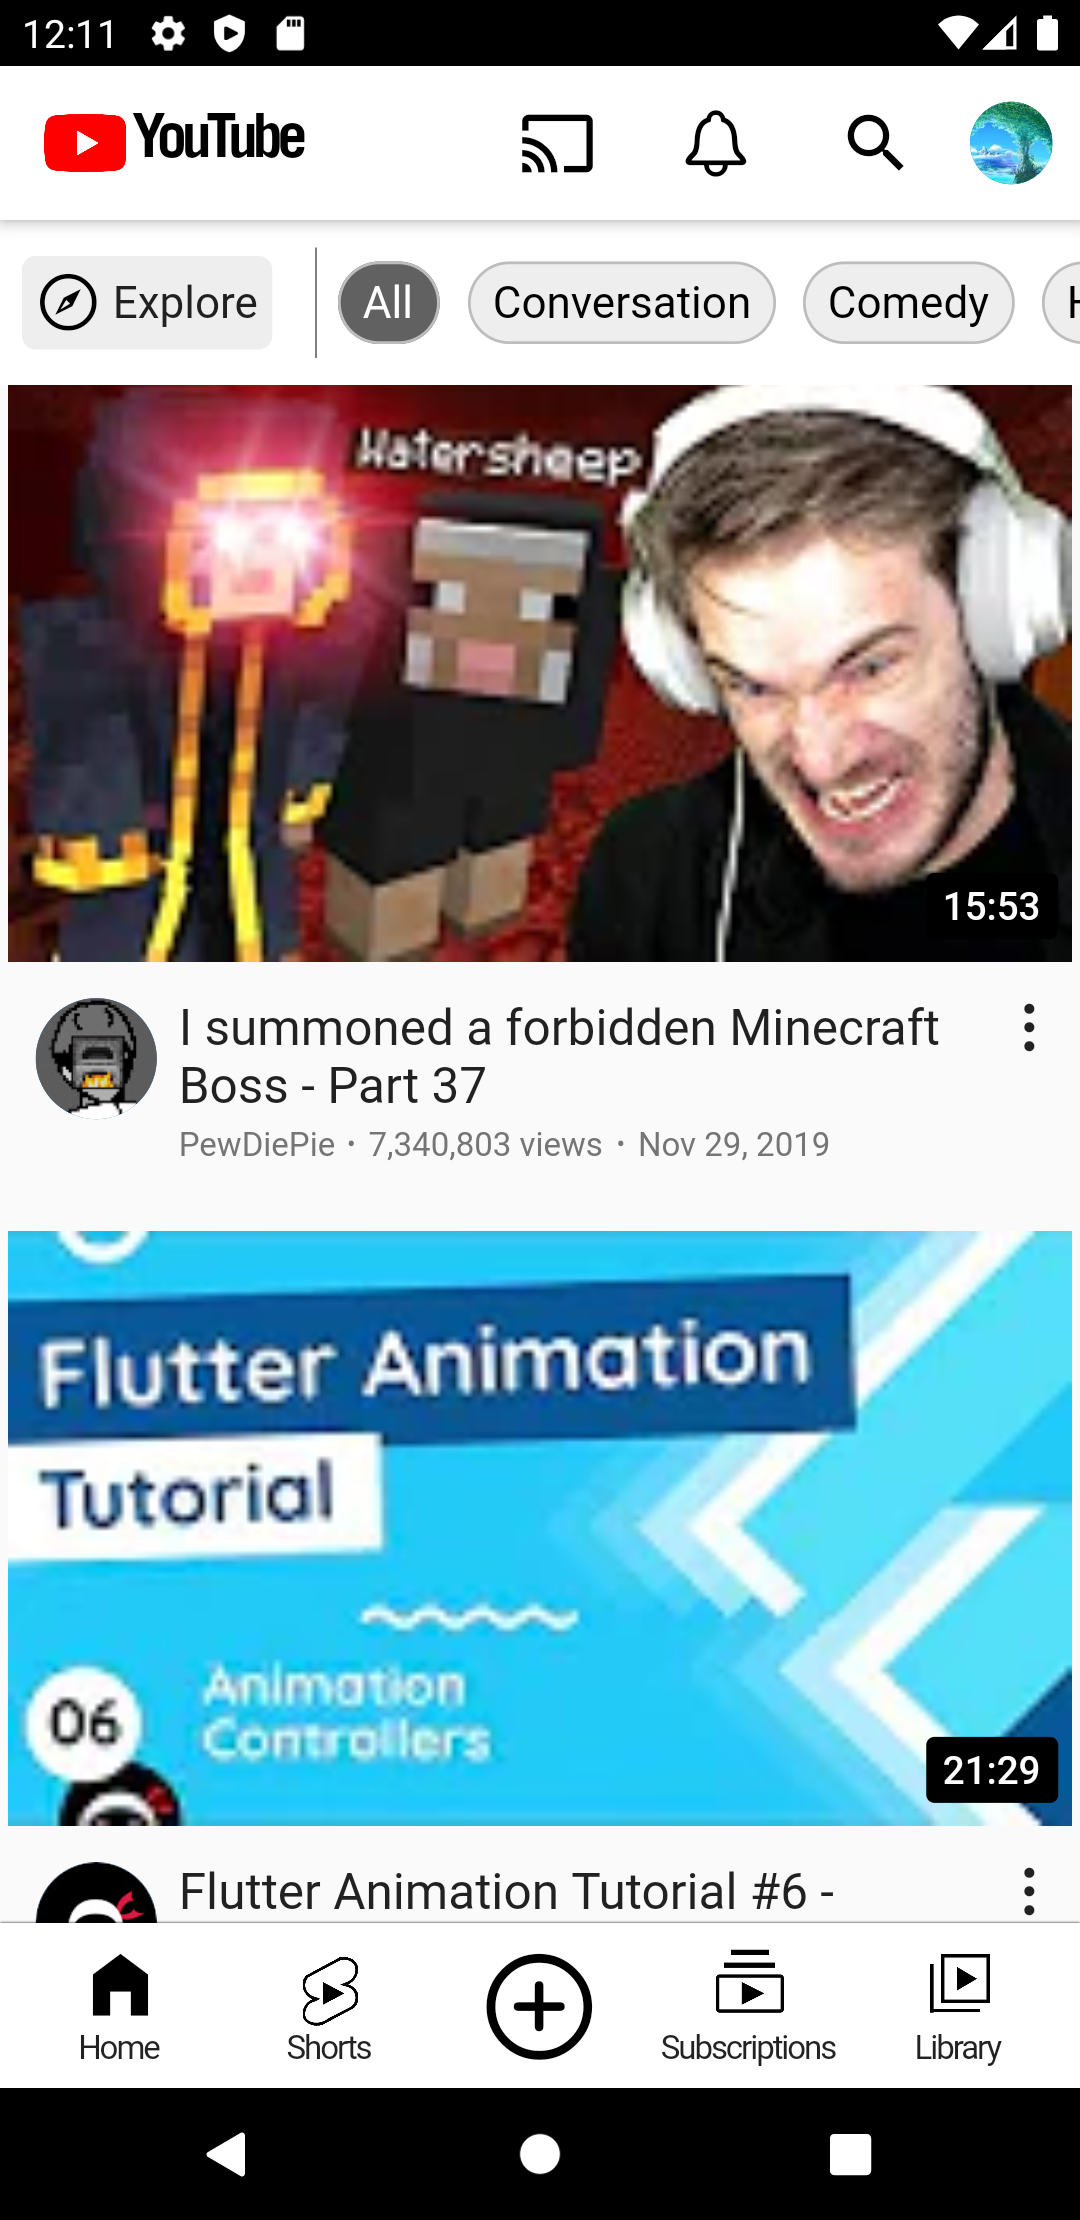 12:11
YouTube
Explore
All
Conversation
Comedy
Watersheep
15:53
I summoned a forbidden Minecraft
Boss - Part 37
PewDiePie · 7,340,803 views · Nov 29, 2019
Flutter Animation
Tutorial
06
Animation
Controllers
21:29
Flutter Animation Tutorial #6 -
Home
Shorts
Subscriptions
Library